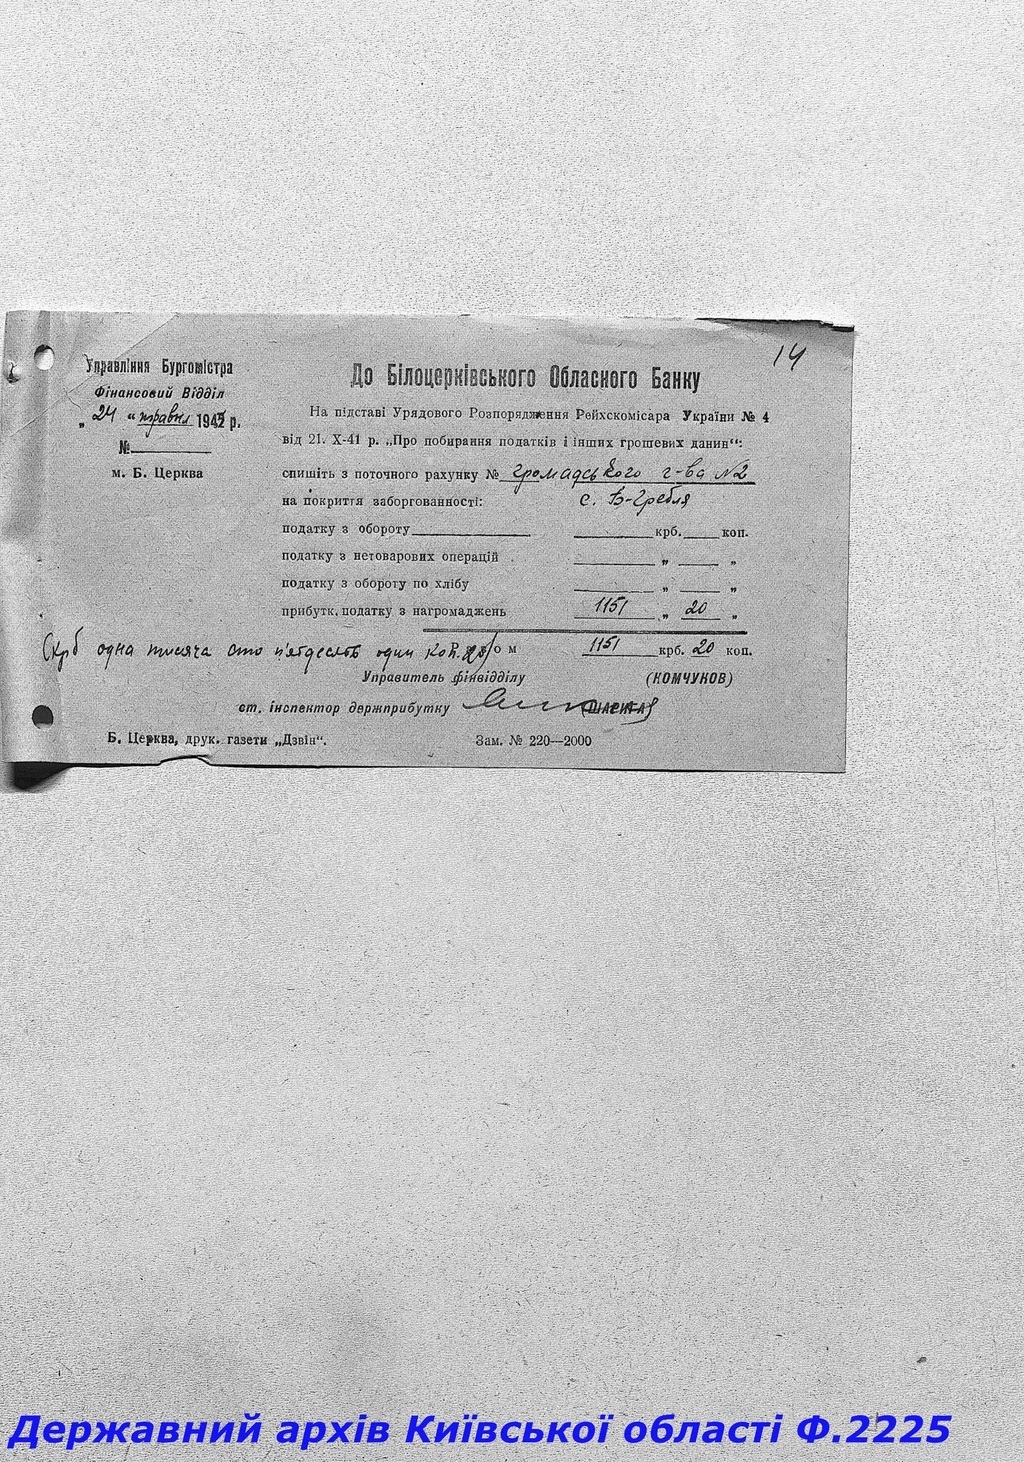 14
Управління Бургомістра
Фінансовий Відділ
„ 24 " травня 1942 р.
№
м. Б. Церква
До Білоцерківського Обласного Банку
На підставі Урядового Розпорядження Рейхскомісара України № 4
від 21. Х-41 р. „Про побирання податків і інших грошевих данин":
спишіть з поточного рахунку № громадського г-ва №2
на покриття заборгованності: с. В-Гребля
податку з обороту крб. коп.
податку з нетоварових операцій „ „
податку з обороту по хлібу „ „
прибутк. податку з нагромаджень 1151 „ 20 „
одна тисяча сто п'ятдесять один коп. 20 о м 1151 крб. 20 коп.
Управитель фінвідділу (КОМЧУКОВ)
ст. інспектор держприбутку
Б. Церква, друк. газети „Дзвін".
Зам. № 220—2000
Державний архів Київської області Ф.2225